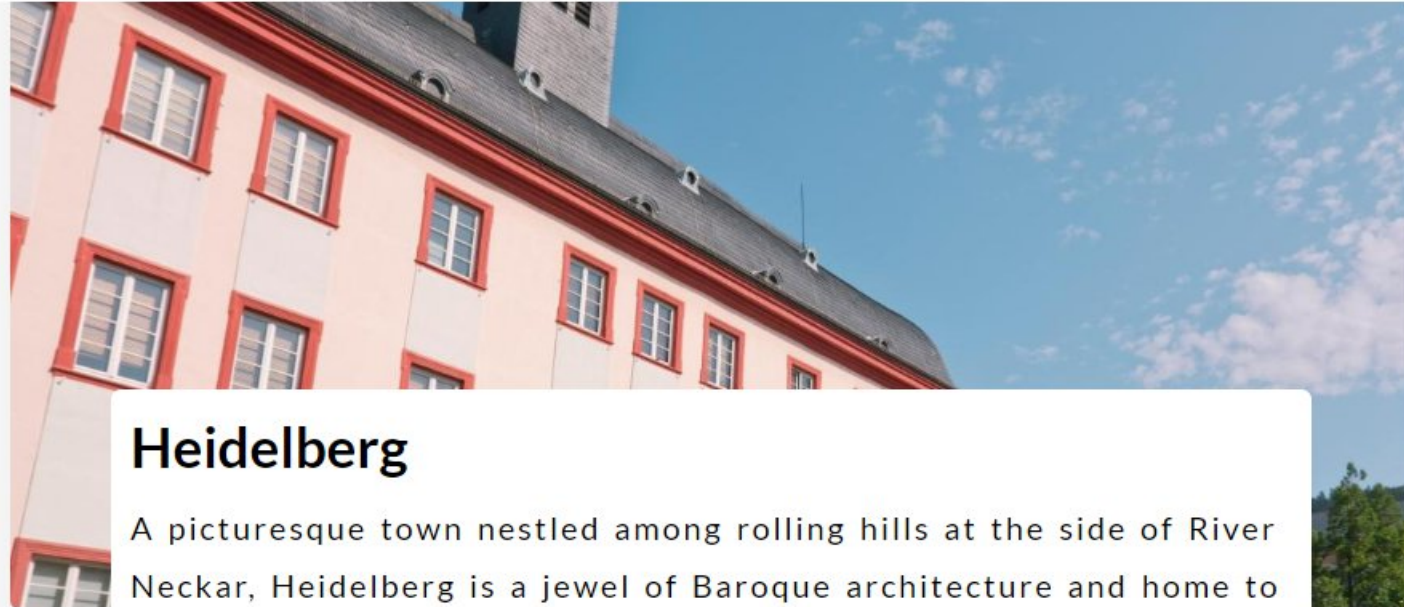 Heidelberg
A picturesque town nestled among rolling hills at the side of River
Neckar, Heidelberg is a jewel of Baroque architecture and home to